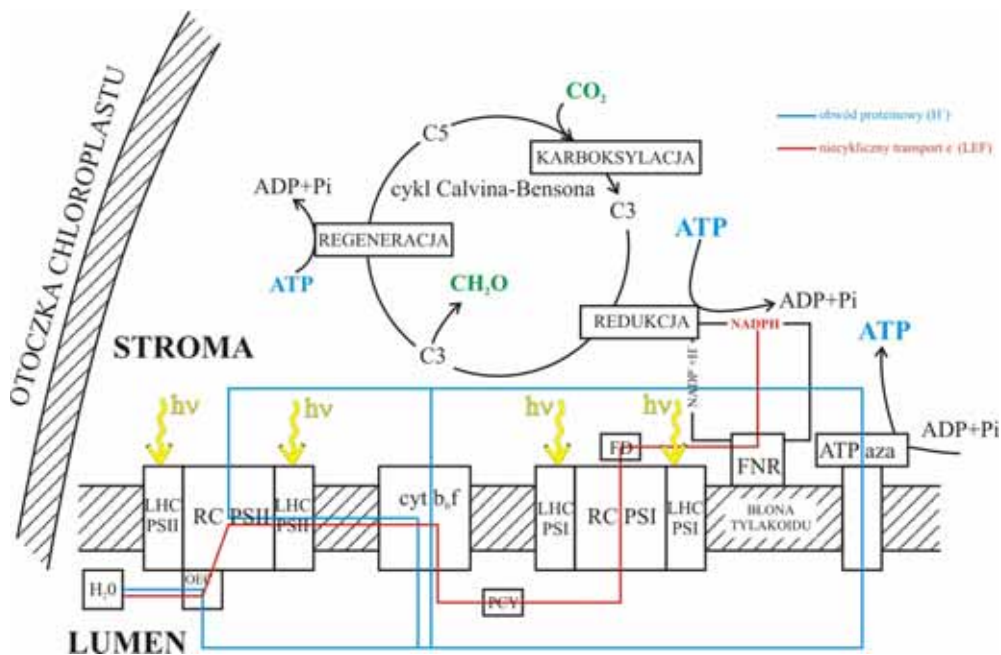 OTOCZKA CHLOROPLASTU
CO₂
obwód protonowy (H⁺)
niecykliczny transport e⁻ (LEF)
C5
KARBOKSYLACJA
ADP+Pi
cykl Calvina-Bensona
C3
REGENERACJA
ATP
ATP
CH₂O
ADP+Pi
REDUKCJA
NADPH
STROMA
C3
NADP⁺+H
ATP
hν
hν
hν
hν
FD
FNR
ATPaza
ADP+Pi
LHC
PSII
RC PSII
LHC
PSII
cyt b₆f
LHC
PSI
RC PSI
LHC
PSI
BŁONA
TYLAKOIDU
H₂0
OEC
PCY
LUMEN